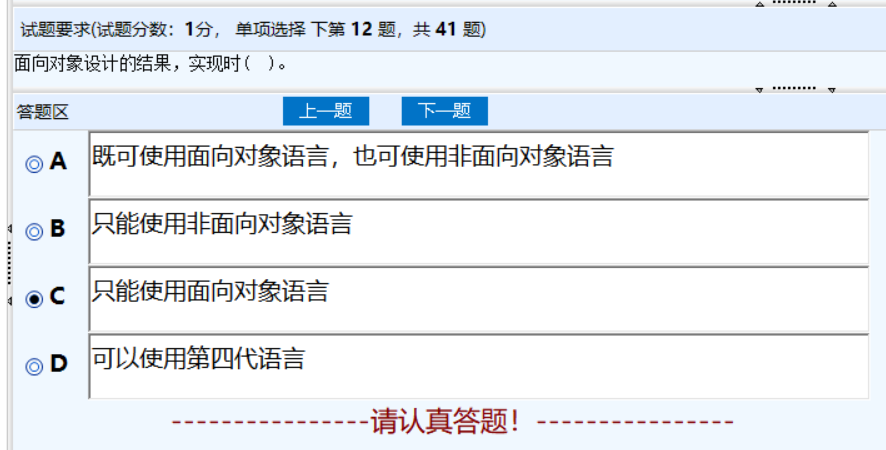 试题要求(试题分数：1分， 单项选择 下第 12 题，共 41 题)
面向对象设计的结果，实现时( )。
答题区 上一题 下一题
A 既可使用面向对象语言，也可使用非面向对象语言
B 只能使用非面向对象语言
C 只能使用面向对象语言
D 可以使用第四代语言
----------------请认真答题！----------------